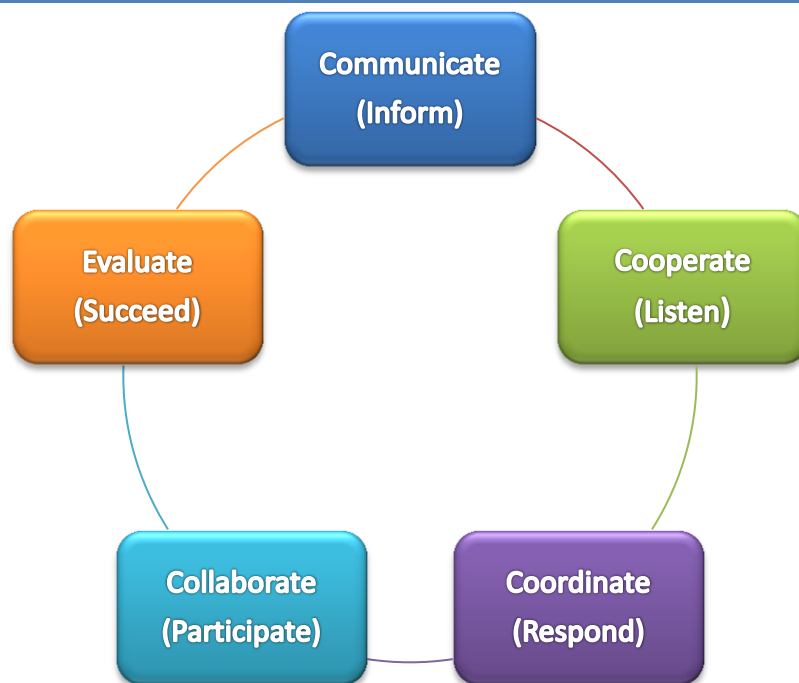 Communicate
(Inform)
Cooperate
(Listen)
Coordinate
(Respond)
Collaborate
(Participate)
Evaluate
(Succeed)